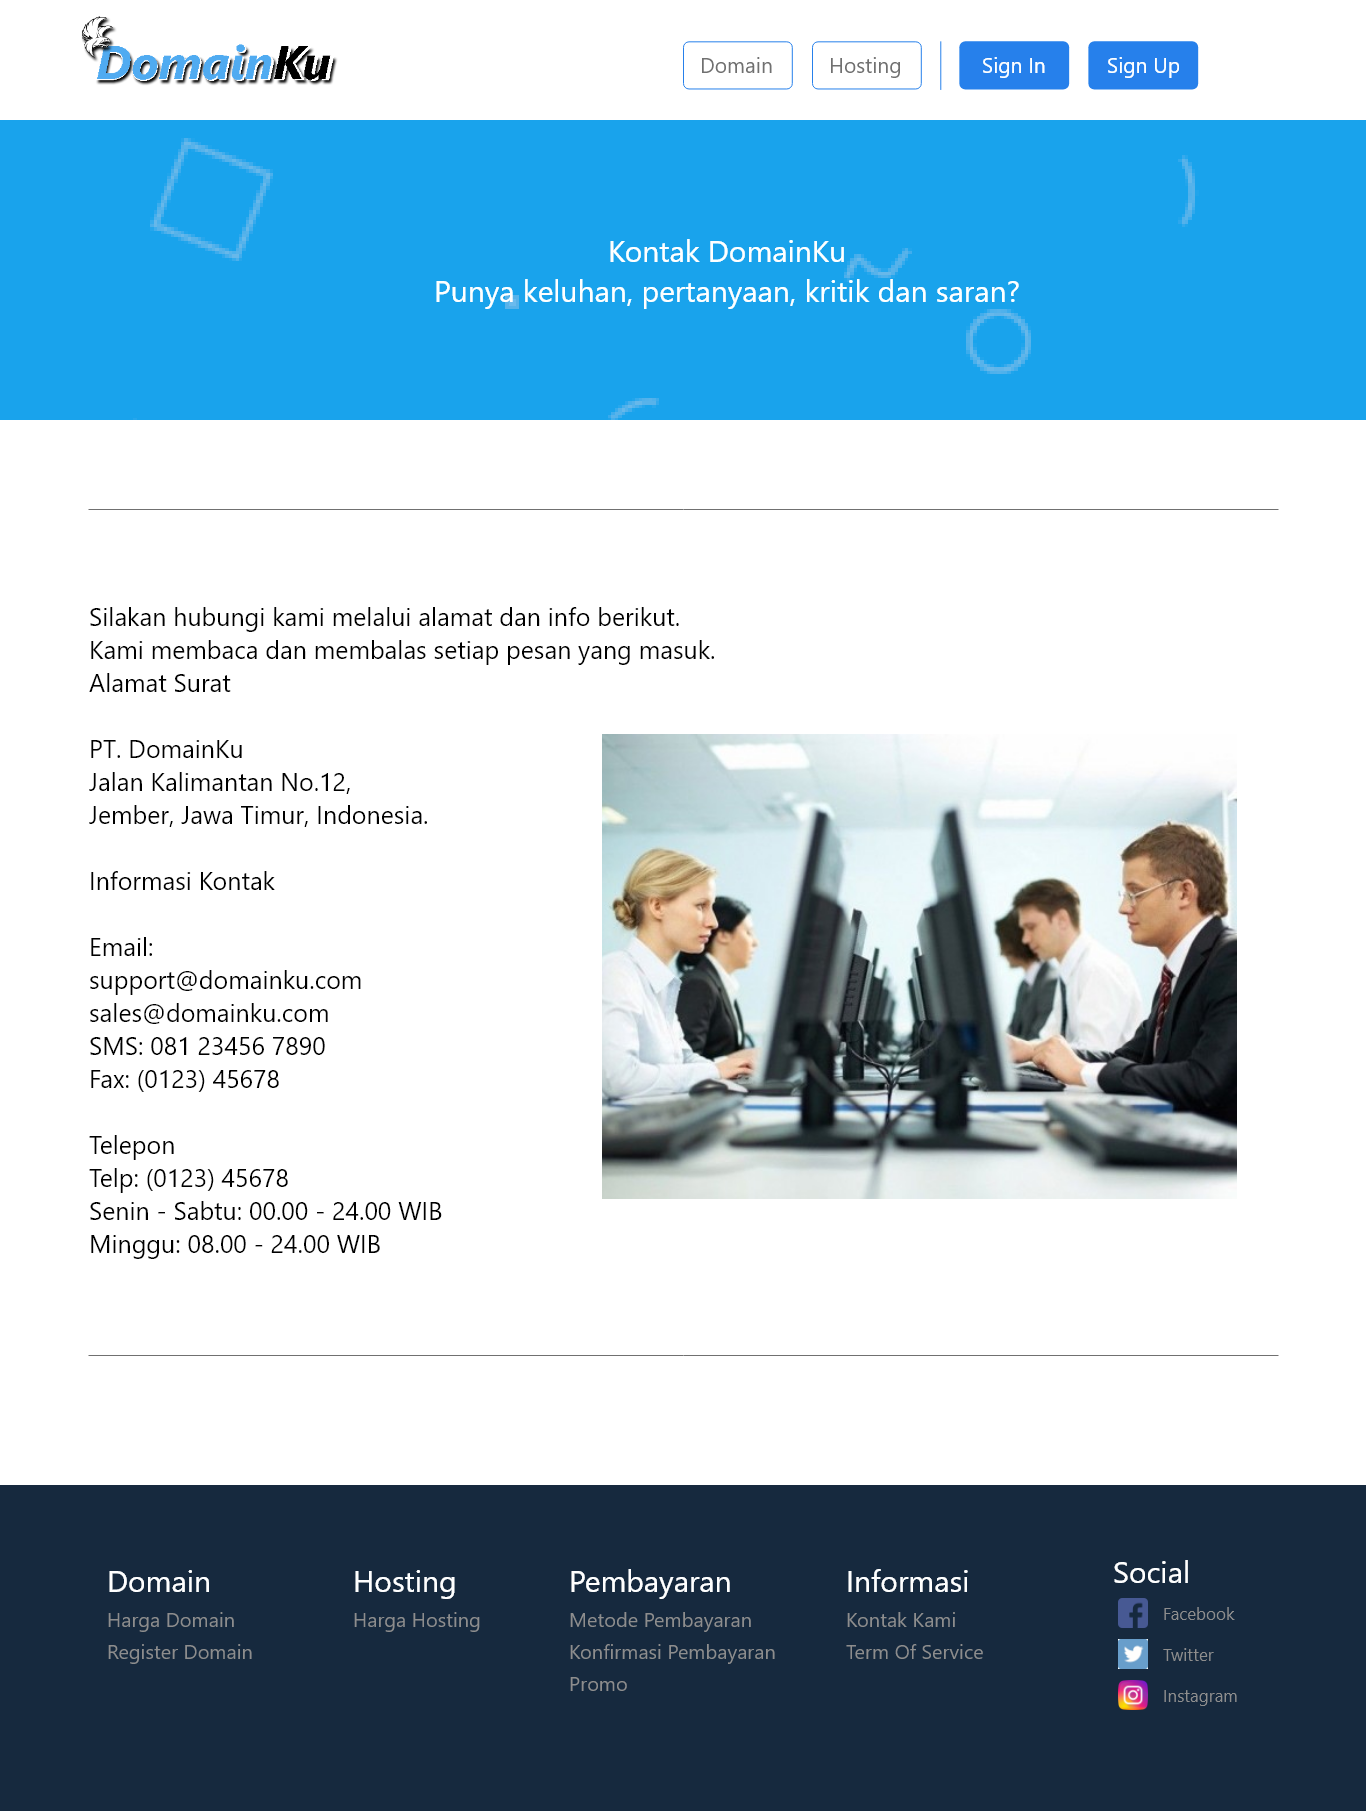 DomainKu
Domain
Hosting
Sign In
Sign Up
Kontak DomainKu
Punya keluhan, pertanyaan, kritik dan saran?
Silakan hubungi kami melalui alamat dan info berikut.
Kami membaca dan membalas setiap pesan yang masuk.
Alamat Surat
PT. DomainKu
Jalan Kalimantan No.12,
Jember, Jawa Timur, Indonesia.
Informasi Kontak
Email:
support@domainku.com
sales@domainku.com
SMS: 081 23456 7890
Fax: (0123) 45678
Telepon
Telp: (0123) 45678
Senin - Sabtu: 00.00 - 24.00 WIB
Minggu: 08.00 - 24.00 WIB
Domain
Harga Domain
Register Domain
Hosting
Harga Hosting
Pembayaran
Metode Pembayaran
Konfirmasi Pembayaran
Promo
Informasi
Kontak Kami
Term Of Service
Social
Facebook
Twitter
Instagram